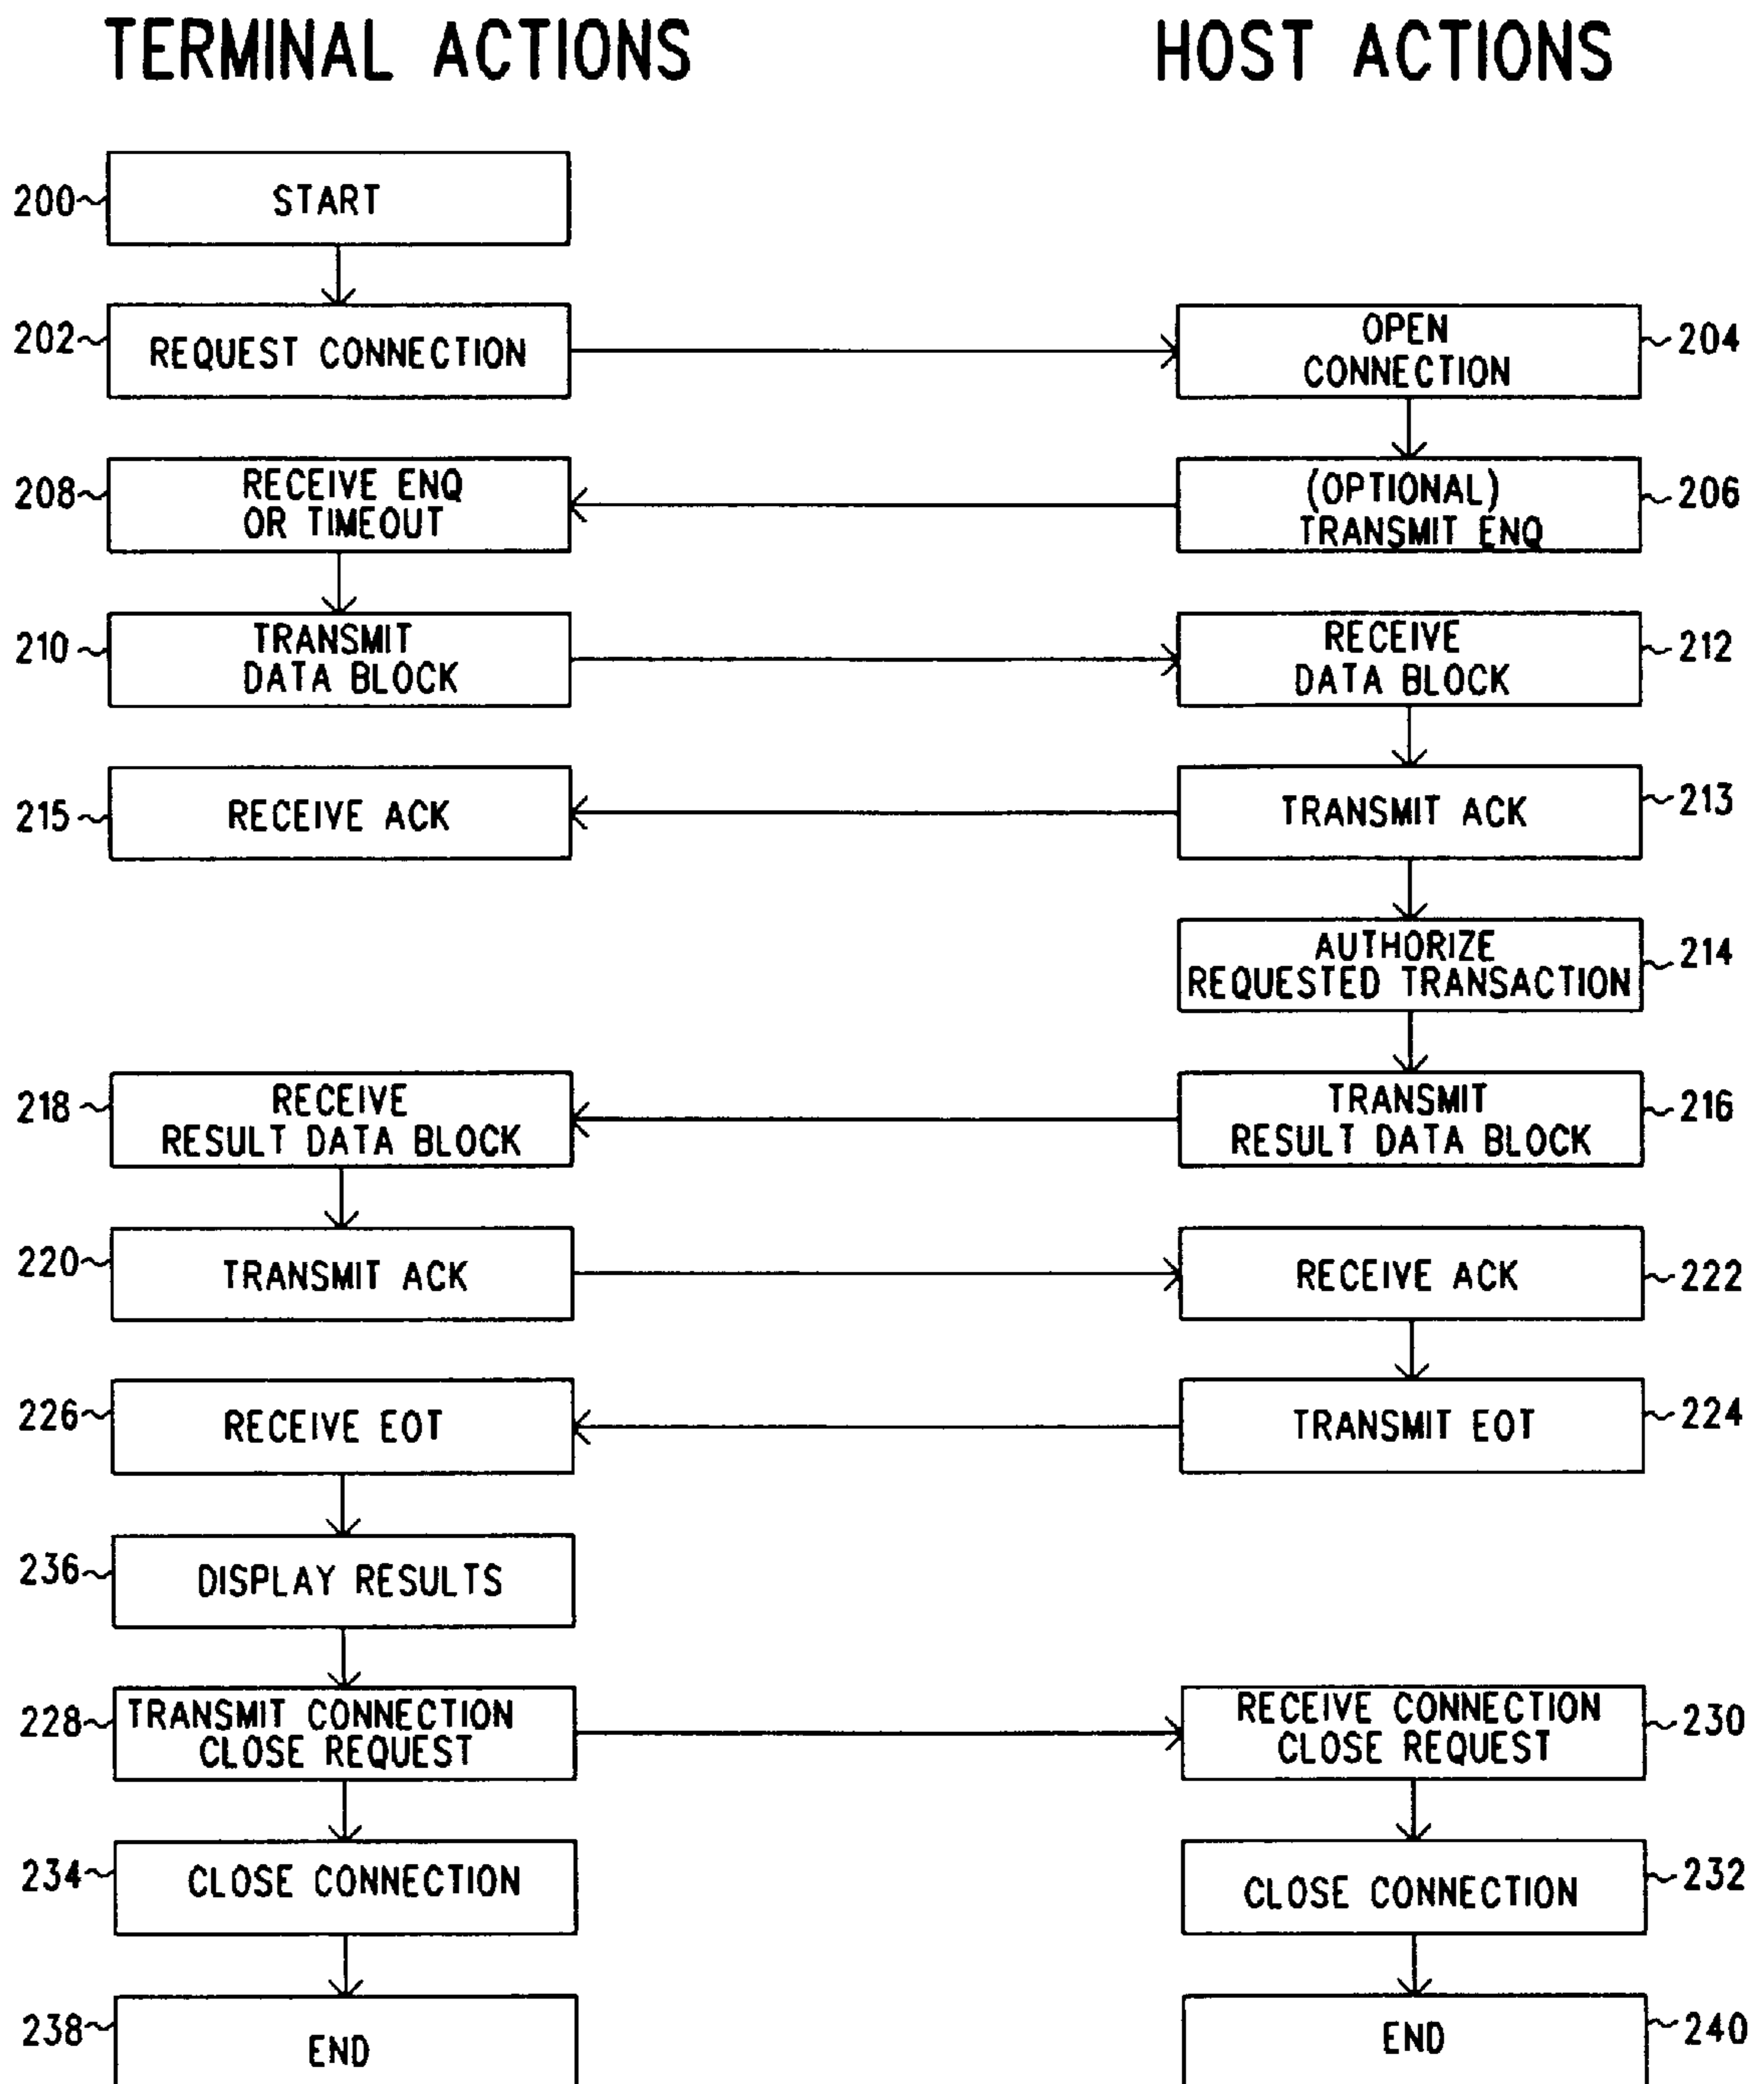 TERMINAL ACTIONS HOST ACTIONS
200 START
202 REQUEST CONNECTION
OPEN
CONNECTION 204
208 RECEIVE ENQ
OR TIMEOUT
(OPTIONAL)
TRANSMIT ENQ 206
210 TRANSMIT
DATA BLOCK
RECEIVE
DATA BLOCK 212
215 RECEIVE ACK
TRANSMIT ACK 213
AUTHORIZE
REQUESTED TRANSACTION 214
218 RECEIVE
RESULT DATA BLOCK
TRANSMIT
RESULT DATA BLOCK 216
220 TRANSMIT ACK
RECEIVE ACK 222
226 RECEIVE EOT
TRANSMIT EOT 224
236 DISPLAY RESULTS
228 TRANSMIT CONNECTION
CLOSE REQUEST
RECEIVE CONNECTION
CLOSE REQUEST 230
234 CLOSE CONNECTION
CLOSE CONNECTION 232
238 END
END 240